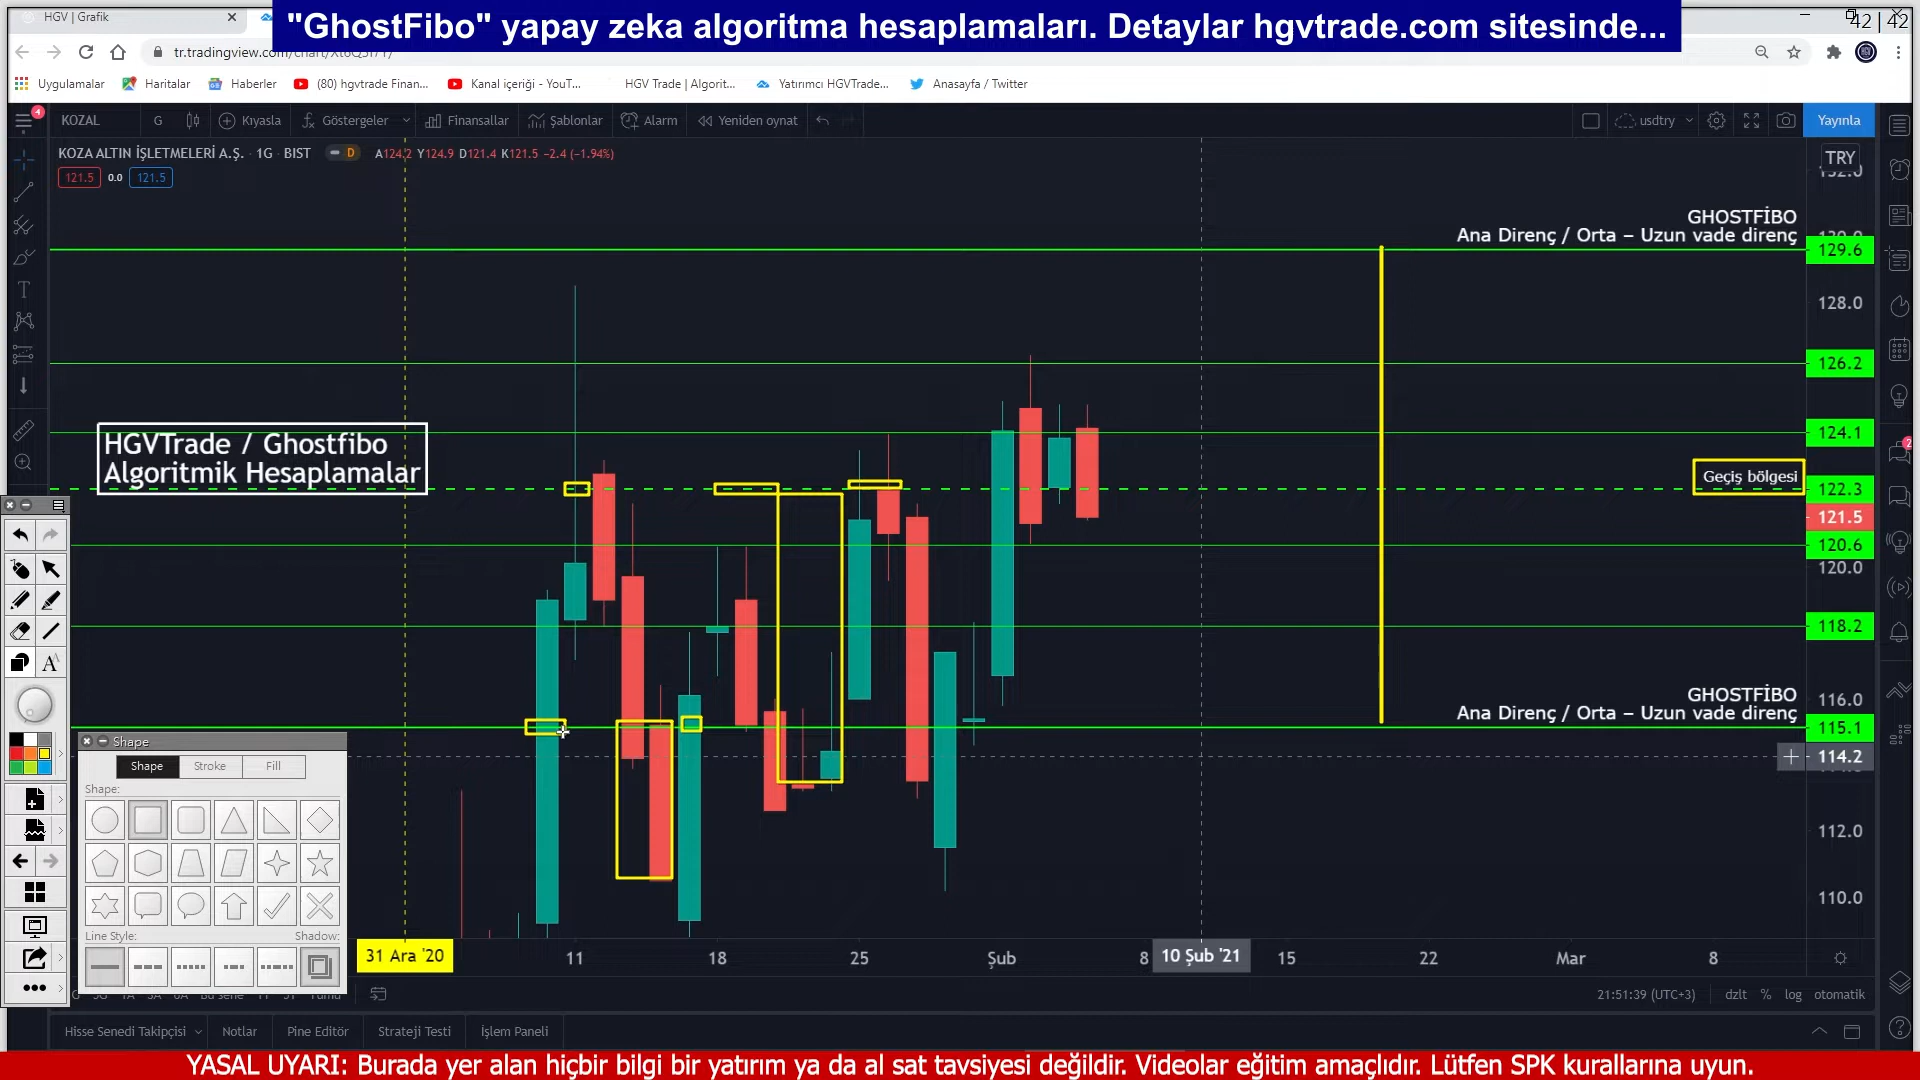 HGV | Grafik
"GhostFibo" yapay zeka algoritma hesaplamaları. Detaylar hgvtrade.com sitesinde...
42 | 42
Uygulamalar
Haritalar
Haberler
(80) hgvtrade Finan...
Kanal içeriği - YouT...
HGV Trade | Algorit...
Yatırımcı HGVTrade...
Anasayfa / Twitter
4
KOZAL
G
Kıyasla
Göstergeler
Finansallar
Şablonlar
Alarm
Yeniden oynat
usdtry
Yayınla
KOZA ALTIN İŞLETMELERİ A.Ş. · 1G · BIST
D
A124.2 Y124.9 D121.4 K121.5 −2.4 (−1.94%)
121.5
0.0
121.5
TRY
132.0
GHOSTFİBO
Ana Direnç / Orta – Uzun vade direnç
129.6
128.0
126.2
124.1
HGVTrade / Ghostfibo
Algoritmik Hesaplamalar
Geçiş bölgesi
122.3
121.5
120.6
120.0
118.2
GHOSTFİBO
Ana Direnç / Orta – Uzun vade direnç
116.0
115.1
114.2
112.0
110.0
A
Shape
Shape
Stroke
Fill
Shape:
Line Style:
Shadow:
31 Ara '20
11
18
25
Şub
8
10 Şub '21
15
22
Mar
8
21:51:39 (UTC+3)
dzlt
%
log
otomatik
Hisse Senedi Takipçisi
Notlar
Pine Editör
Strateji Testi
İşlem Paneli
YASAL UYARI: Burada yer alan hiçbir bilgi bir yatırım ya da al sat tavsiyesi değildir. Videolar eğitim amaçlıdır. Lütfen SPK kurallarına uyun.